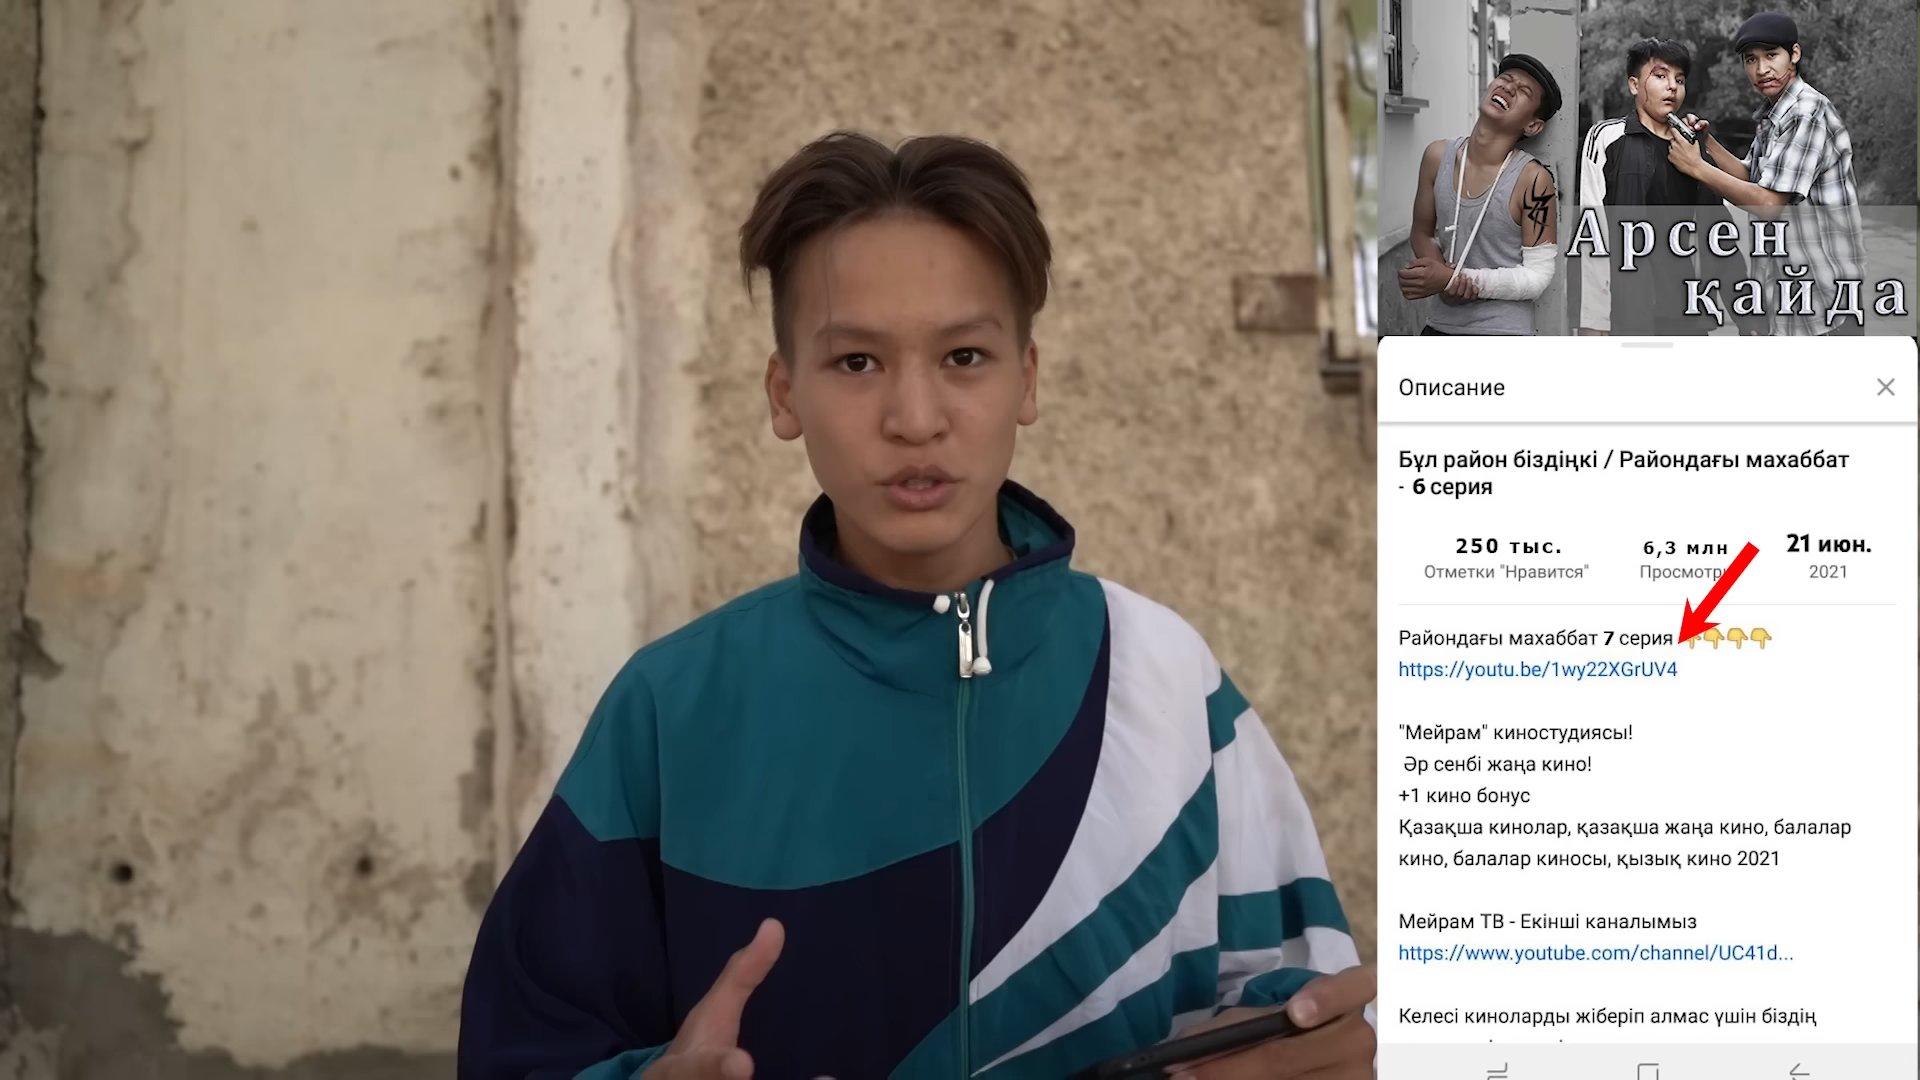 Арсен
қайда
Описание
Бұл район біздіңкі / Райондағы махаббат
- 6 серия
250 тыс. 6,3 млн 21 июн.
Отметки "Нравится" Просмотры 2021
Райондағы махаббат 7 серия
https://youtu.be/1wy22XGrUV4
"Мейрам" киностудиясы!
Әр сенбі жаңа кино!
+1 кино бонус
Қазақша кинолар, қазақша жаңа кино, балалар
кино, балалар киносы, қызық кино 2021
Мейрам ТВ - Екінші каналымыз
https://www.youtube.com/channel/UC41d...
Келесі киноларды жіберіп алмас үшін біздің